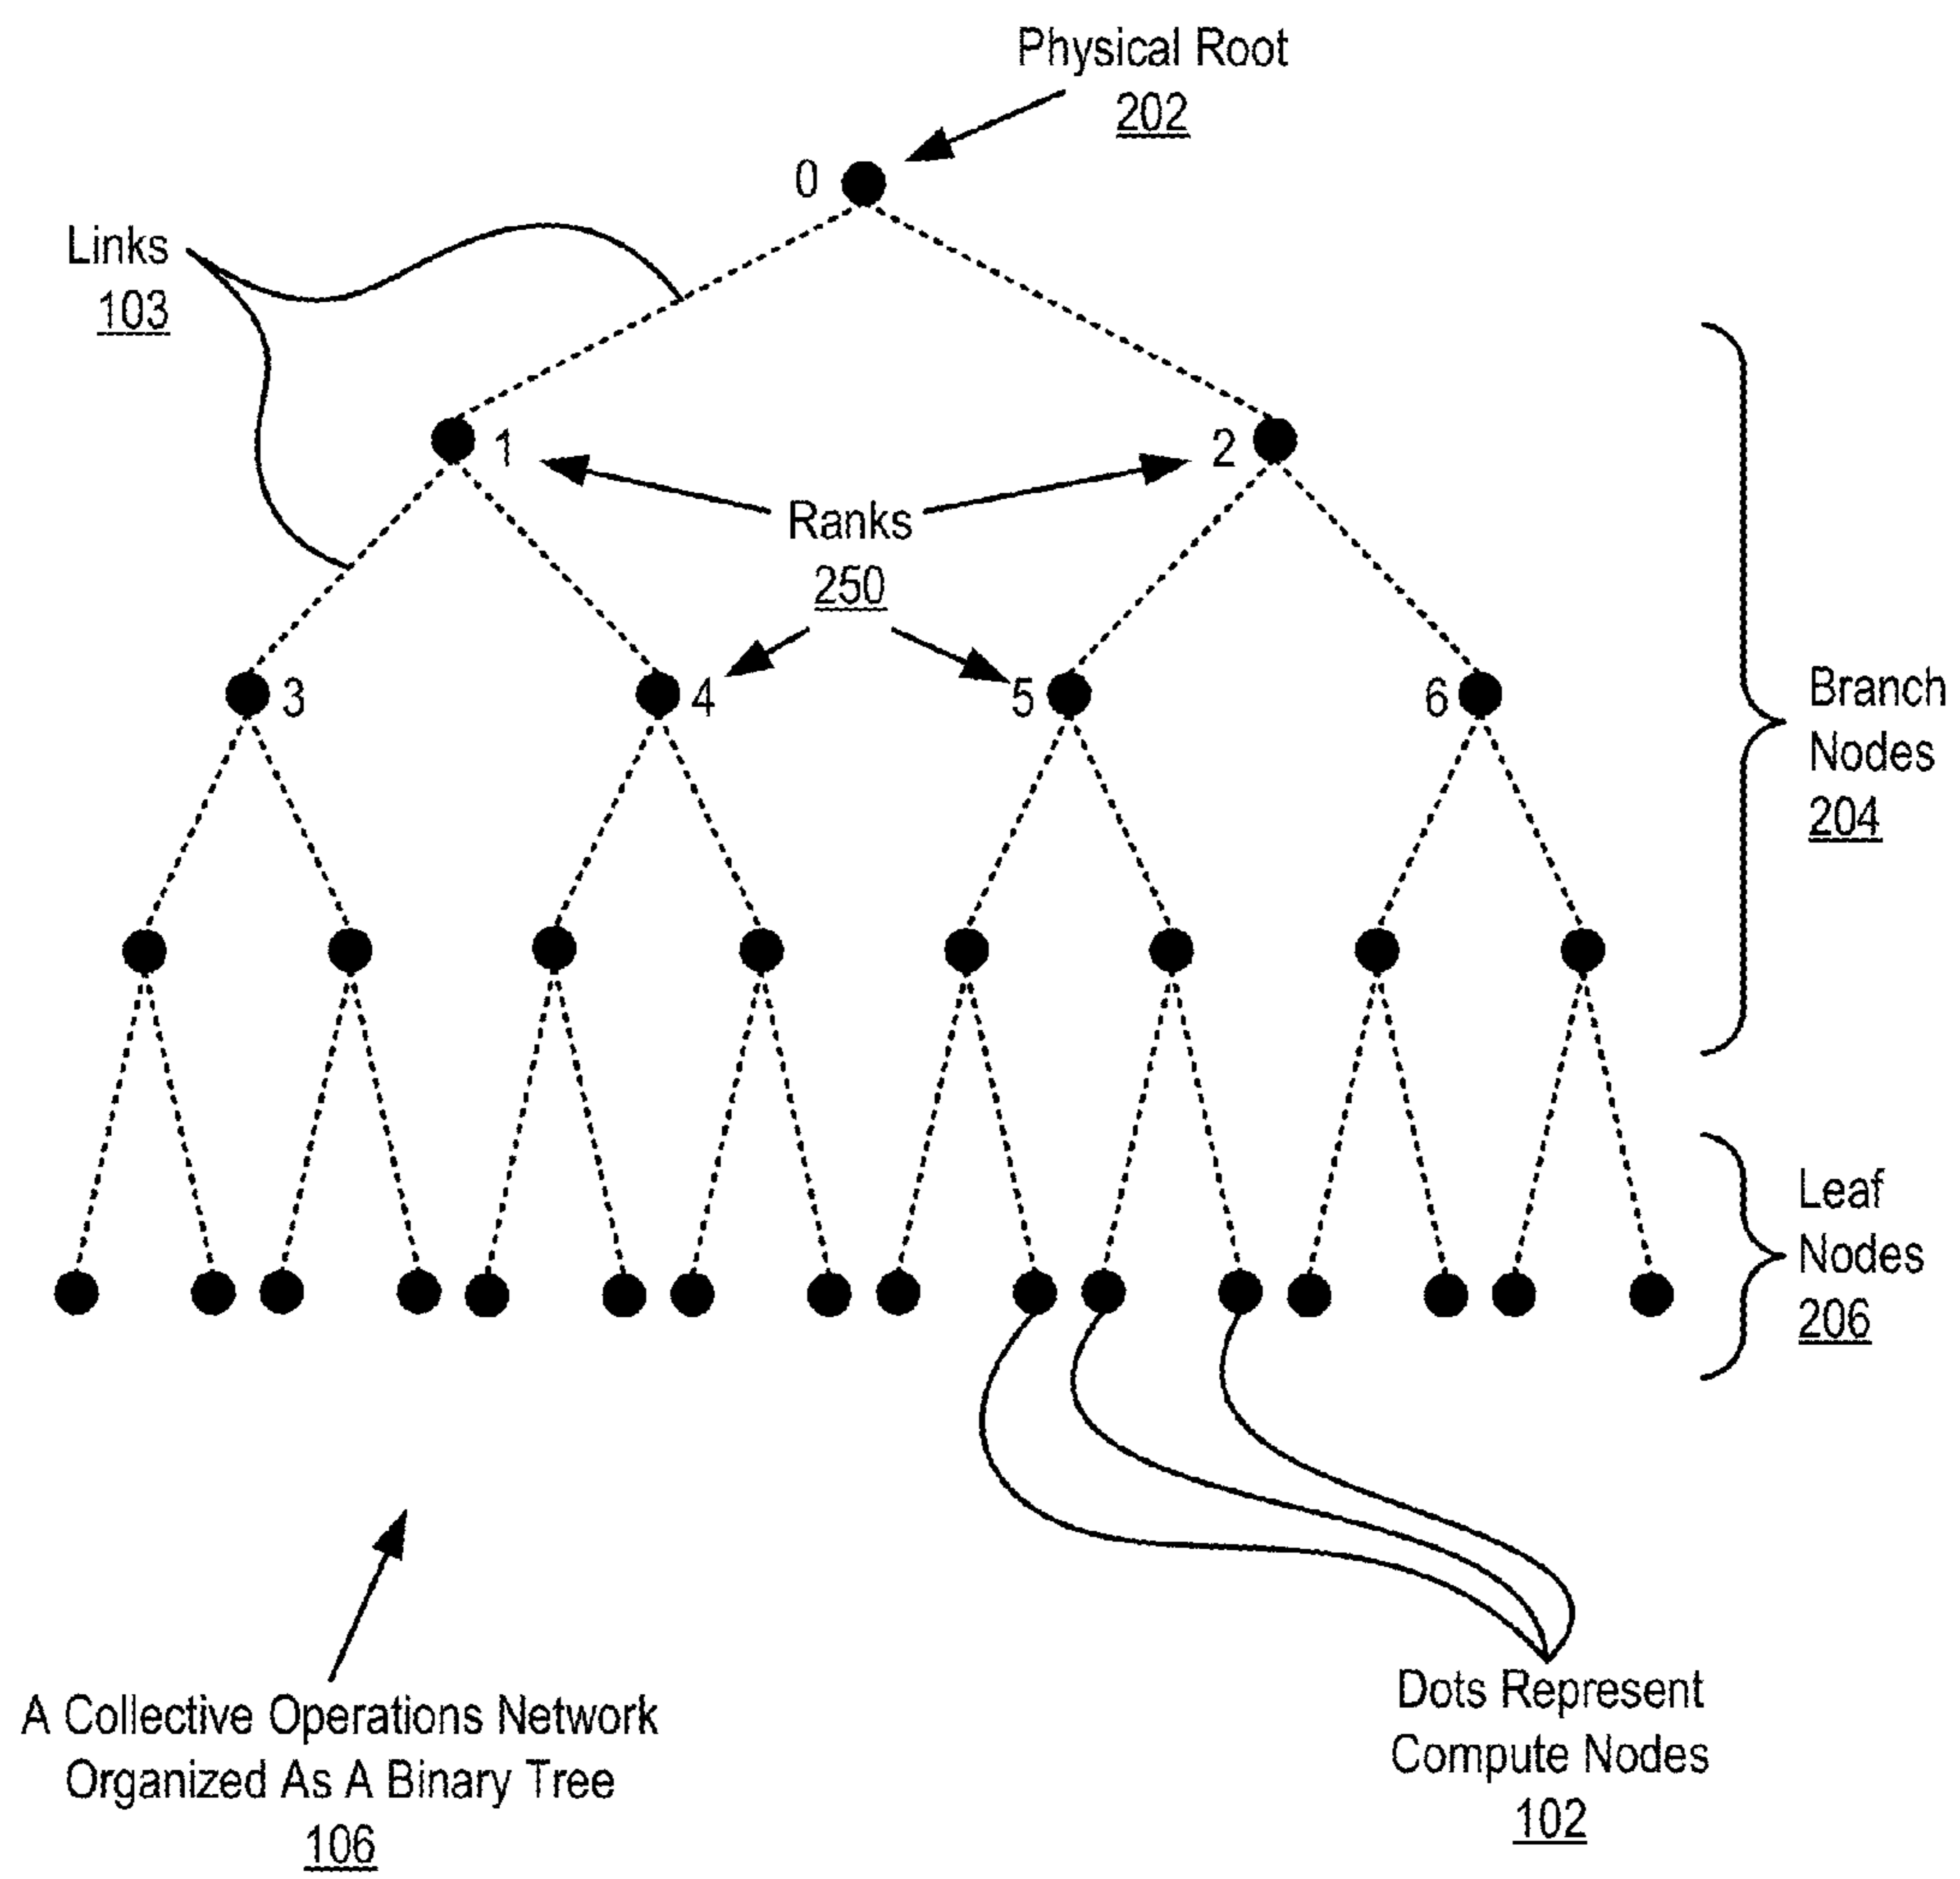 Physical Root
202
0
Links
103
1
2
Ranks
250
3
4
5
6
Branch
Nodes
204
Leaf
Nodes
206
A Collective Operations Network
Organized As A Binary Tree
106
Dots Represent
Compute Nodes
102